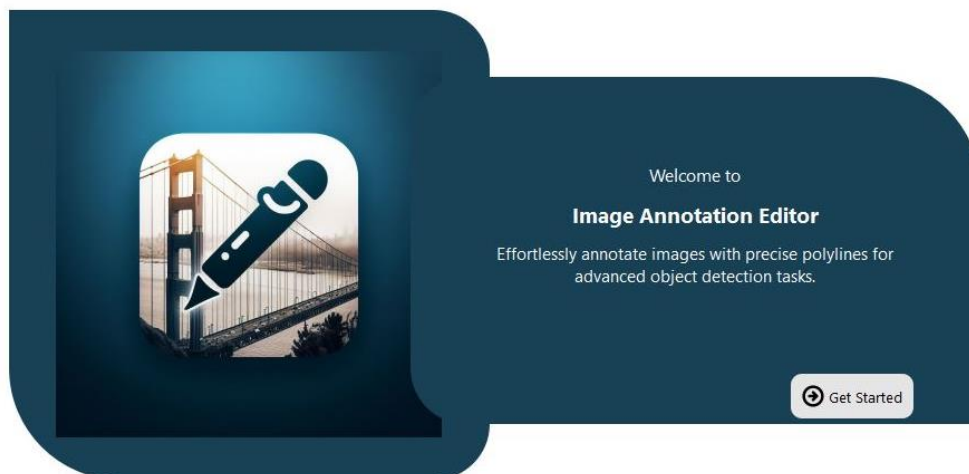 Welcome to
Image Annotation Editor
Effortlessly annotate images with precise polylines for
advanced object detection tasks.
Get Started